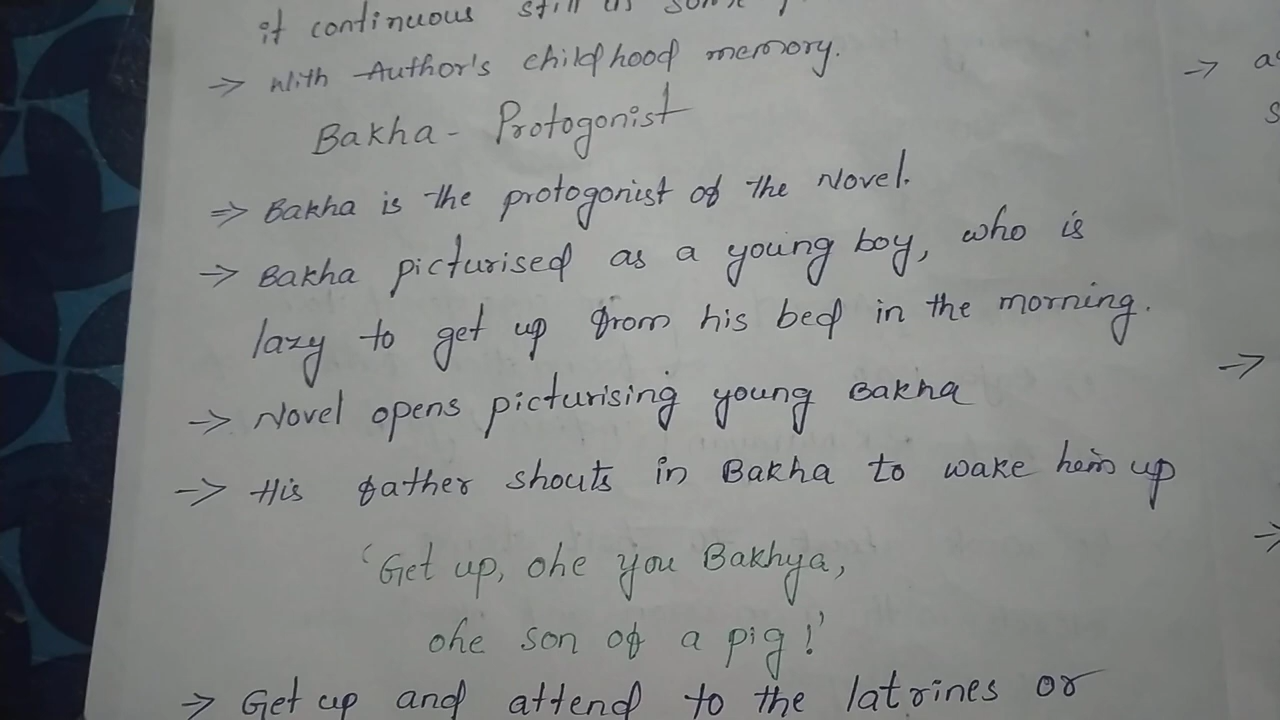 it continuous still as some
→ With Author's childhood memory.
Bakha - Protogonist
⇒ Bakha is the protogonist of the Novel.
→ Bakha picturised as a young boy, who is
lazy to get up from his bed in the morning.
→ Novel opens picturising young Bakha
→ His father shouts in Bakha to wake him up
'Get up, ohe you Bakhya,
ohe son of a pig!'
→ Get up and attend to the latrines or
→
→
→